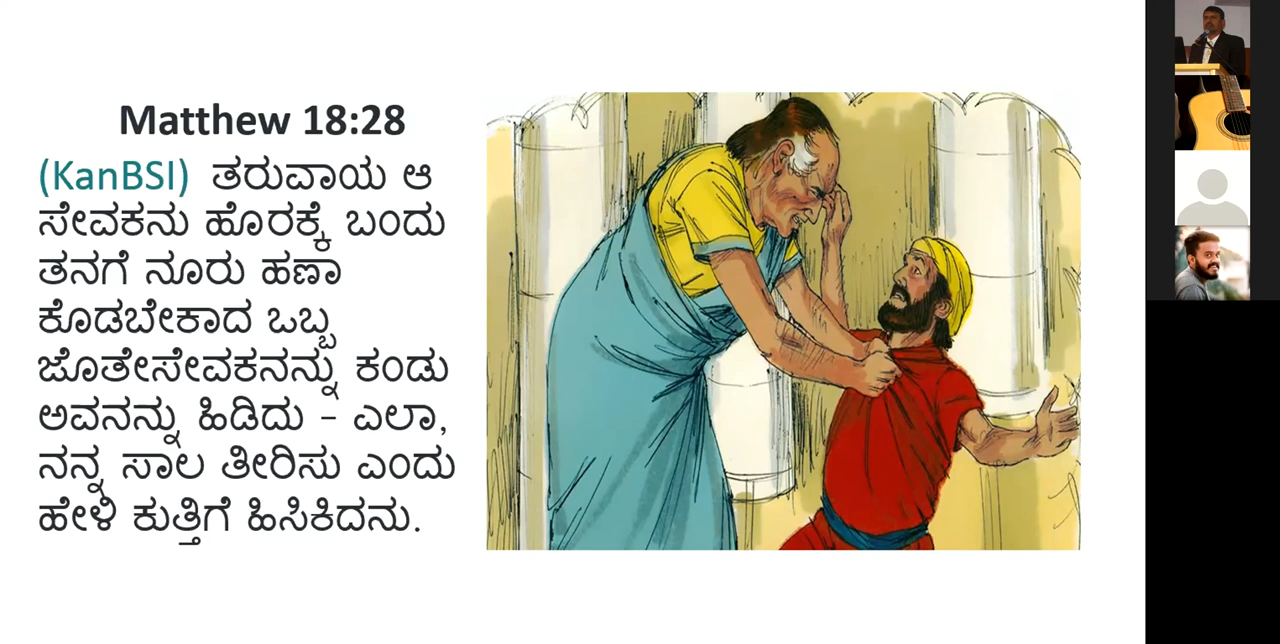 Matthew 18:28
(KanBSI) ತರುವಾಯ ಆ
ಸೇವಕನು ಹೊರಕ್ಕೆ ಬಂದು
ತನಗೆ ನೂರು ಹಣಾ
ಕೊಡಬೇಕಾದ ಒಬ್ಬ
ಜೊತೇಸೇವಕನನ್ನು ಕಂಡು
ಅವನನ್ನು ಹಿಡಿದು - ಎಲಾ,
ನನ್ನ ಸಾಲ ತೀರಿಸು ಎಂದು
ಹೇಳಿ ಕುತ್ತಿಗೆ ಹಿಸಿಕಿದನು.